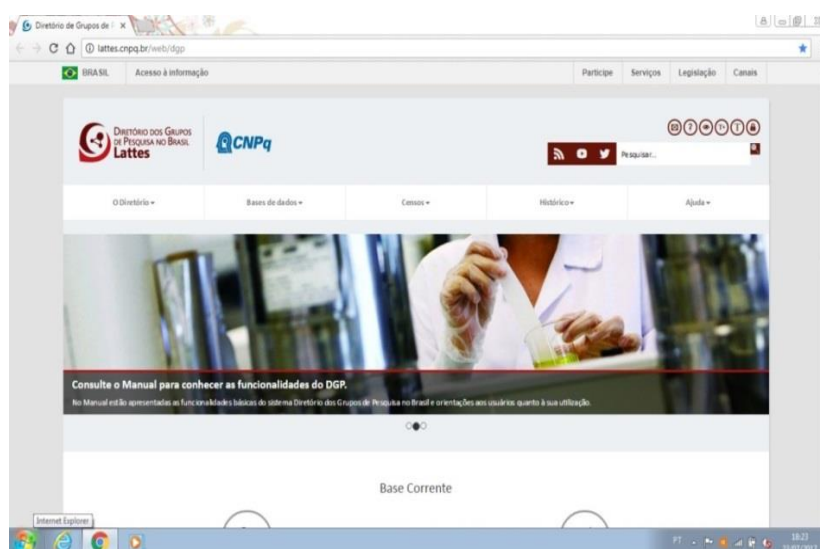 Diretório de Grupos de
lattes.cnpq.br/web/dgp
BRASIL Acesso à informação Participe Serviços Legislação Canais
DIRETÓRIO DOS GRUPOS
DE PESQUISA NO BRASIL
Lattes
CNPq
Pesquisar...
O Diretório Bases de dados Censos Histórico Ajuda
Consulte o Manual para conhecer as funcionalidades do DGP.
No Manual estão apresentadas as funcionalidades básicas do sistema Diretório dos Grupos de Pesquisa no Brasil e orientações aos usuários quanto à sua utilização.
Base Corrente
Internet Explorer
PT
18:23